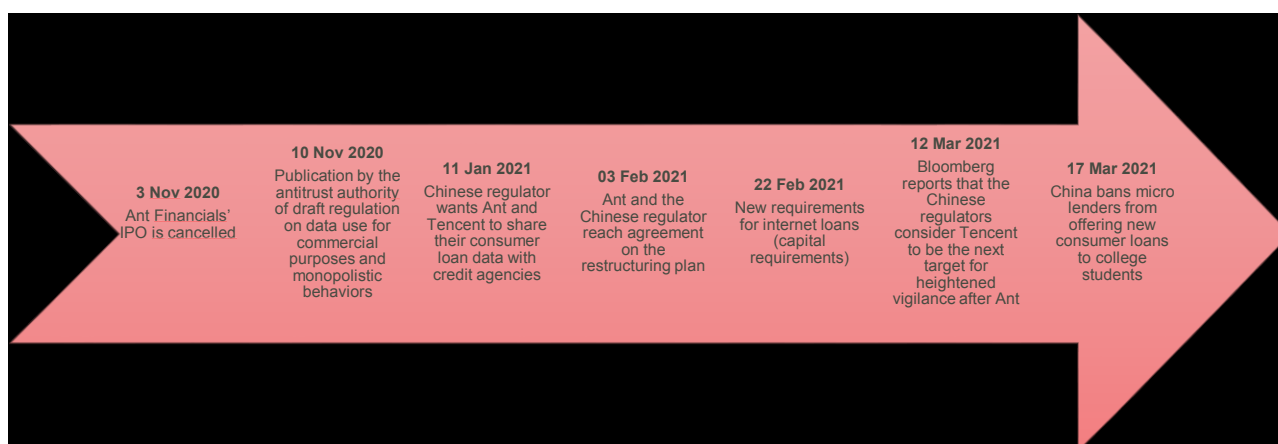 3 Nov 2020
Ant Financials'
IPO is cancelled
10 Nov 2020
Publication by the
antitrust authority
of draft regulation
on data use for
commercial
purposes and
monopolistic
behaviors
11 Jan 2021
Chinese regulator
wants Ant and
Tencent to share
their consumer
loan data with
credit agencies
03 Feb 2021
Ant and the
Chinese regulator
reach agreement
on the
restructuring plan
22 Feb 2021
New requirements
for internet loans
(capital
requirements)
12 Mar 2021
Bloomberg
reports that the
Chinese
regulators
consider Tencent
to be the next
target for
heightened
vigilance after Ant
17 Mar 2021
China bans micro
lenders from
offering new
consumer loans
to college
students